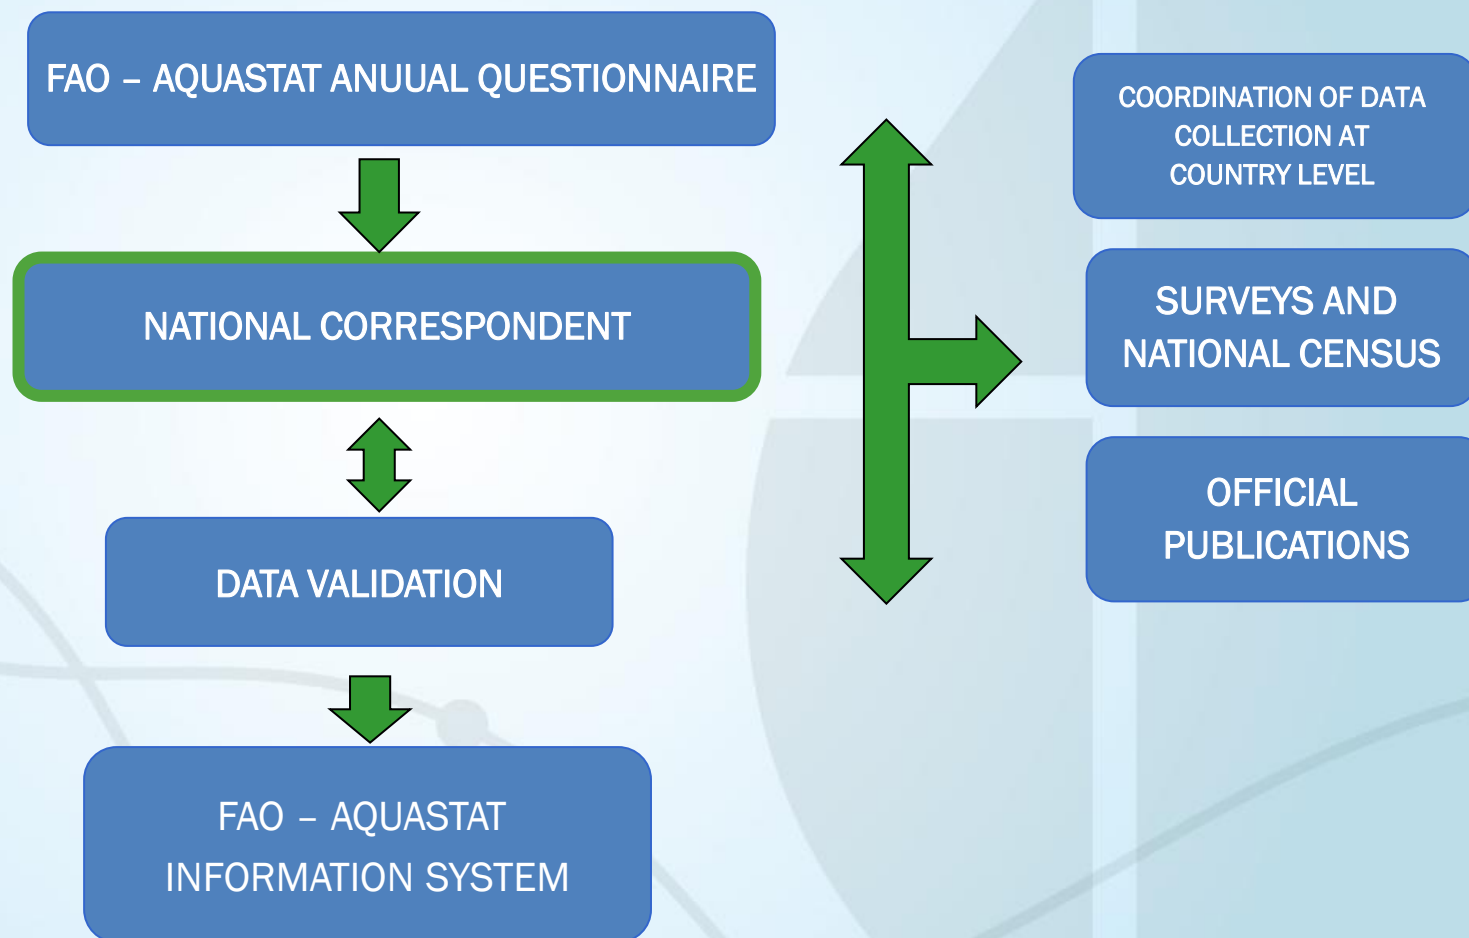 FAO – AQUASTAT ANUUAL QUESTIONNAIRE
NATIONAL CORRESPONDENT
DATA VALIDATION
FAO – AQUASTAT
INFORMATION SYSTEM
COORDINATION OF DATA
COLLECTION AT
COUNTRY LEVEL
SURVEYS AND
NATIONAL CENSUS
OFFICIAL
PUBLICATIONS